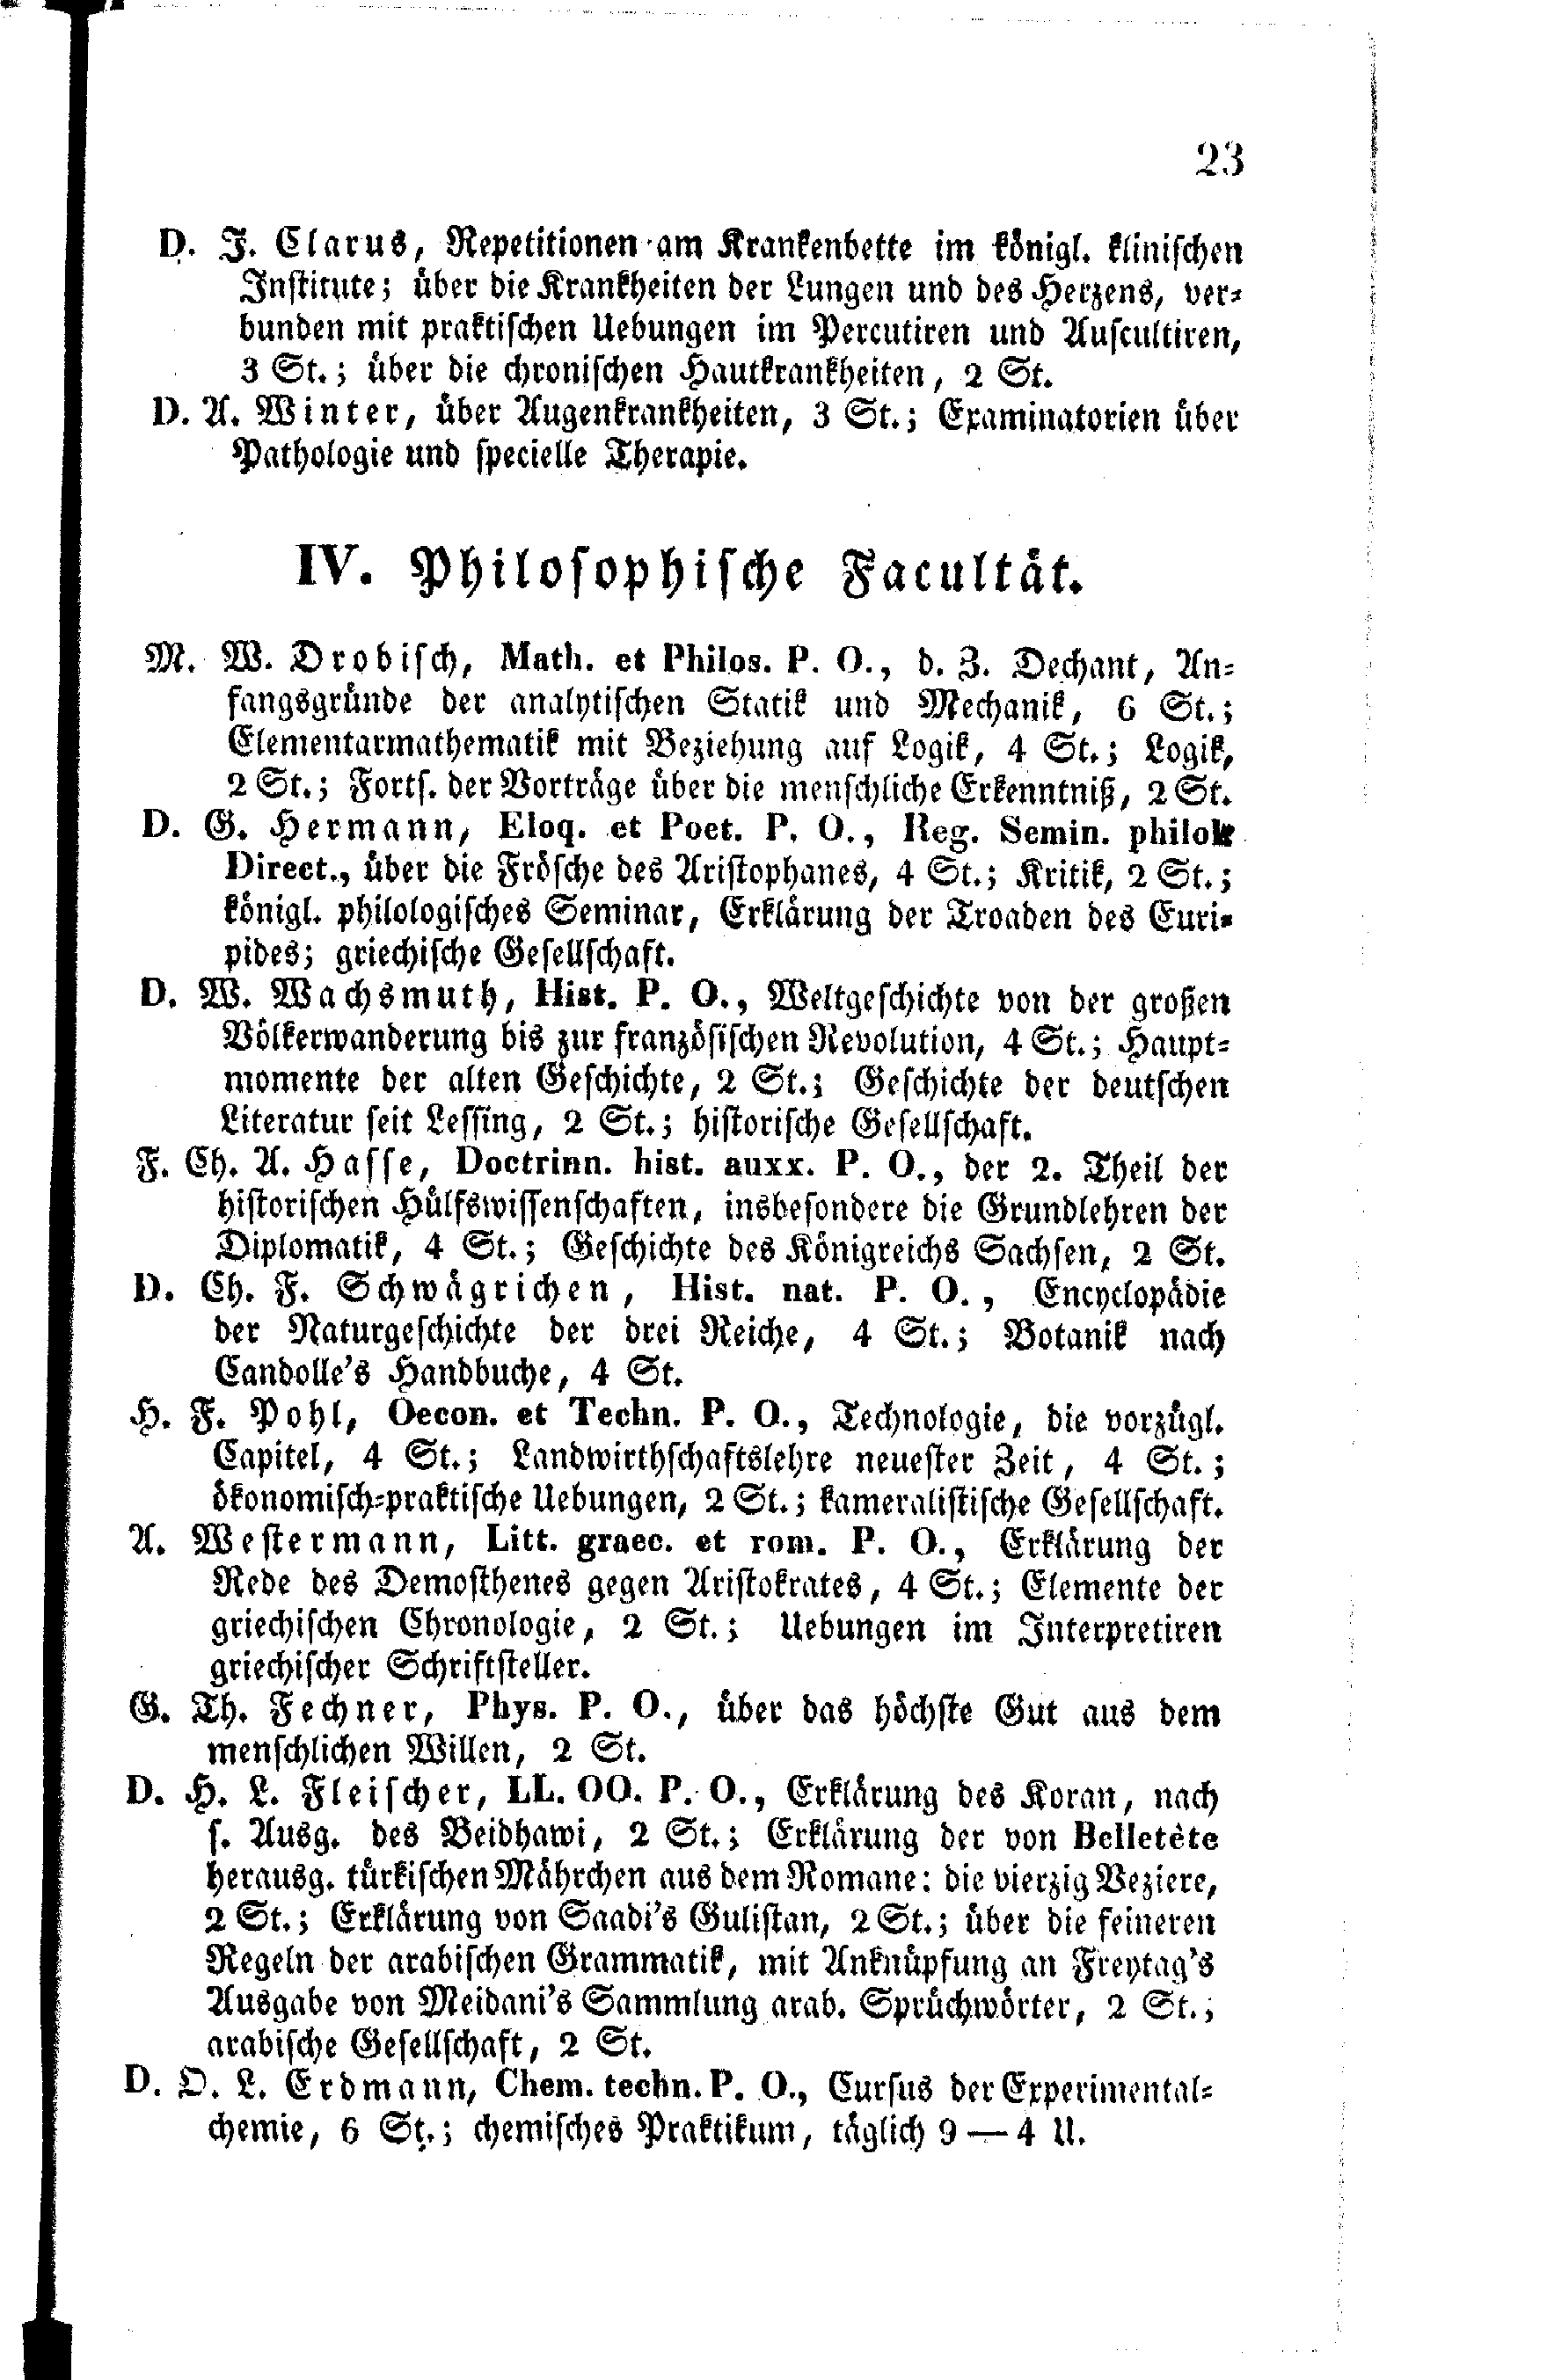 23
D. J. Clarus, Repetitionen am Krankenbette im königl. klinischen
Institute; über die Krankheiten der Lungen und des Herzens, ver-
bunden mit praktischen Uebungen im Percutiren und Auscultiren,
3 St.; über die chronischen Hautkrankheiten, 2 St.
D. A. Winter, über Augenkrankheiten, 3 St.; Examinatorien über
Pathologie und specielle Therapie.
IV. Philosophische Facultät.
M. W. Drobisch, Math. et Philos. P. O., d. Z. Dechant, An-
fangsgründe der analytischen Statik und Mechanik, 6 St.;
Elementarmathematik mit Beziehung auf Logik, 4 St.; Logik,
2 St.; Forts. der Vorträge über die menschliche Erkenntniß, 2 St.
D. G. Hermann, Eloq. et Poet. P. O., Reg. Semin. philol.
Direct., über die Frösche des Aristophanes, 4 St.; Kritik, 2 St.;
königl. philologisches Seminar, Erklärung der Troaden des Euri-
pides; griechische Gesellschaft.
D. W. Wachsmuth, Hist. P. O., Weltgeschichte von der großen
Völkerwanderung bis zur französischen Revolution, 4 St.; Haupt-
momente der alten Geschichte, 2 St.; Geschichte der deutschen
Literatur seit Lessing, 2 St.; historische Gesellschaft.
F. Ch. A. Hasse, Doctrinn. hist. auxx. P. O., der 2. Theil der
historischen Hülfswissenschaften, insbesondere die Grundlehren der
Diplomatik, 4 St.; Geschichte des Königreichs Sachsen, 2 St.
D. Ch. F. Schwägrichen, Hist. nat. P. O., Encyclopädie
der Naturgeschichte der drei Reiche, 4 St.; Botanik nach
Candolle's Handbuche, 4 St.
H. F. Pohl, Oecon. et Techn. P. O., Technologie, die vorzügl.
Capitel, 4 St.; Landwirthschaftslehre neuester Zeit, 4 St.;
ökonomisch-praktische Uebungen, 2 St.; kameralistische Gesellschaft.
A. Westermann, Litt. graec. et rom. P. O., Erklärung der
Rede des Demosthenes gegen Aristokrates, 4 St.; Elemente der
griechischen Chronologie, 2 St.; Uebungen im Interpretiren
griechischer Schriftsteller.
G. Th. Fechner, Phys. P. O., über das höchste Gut aus dem
menschlichen Willen, 2 St.
D. H. L. Fleischer, LL. OO. P. O., Erklärung des Koran, nach
s. Ausg. des Beidhawi, 2 St.; Erklärung der von Belletête
herausg. türkischen Mährchen aus dem Romane: die vierzig Veziere,
2 St.; Erklärung von Saadi's Gulistan, 2 St.; über die feineren
Regeln der arabischen Grammatik, mit Anknüpfung an Freytag's
Ausgabe von Meidani's Sammlung arab. Sprüchwörter, 2 St.;
arabische Gesellschaft, 2 St.
D. O. L. Erdmann, Chem. techn. P. O., Cursus der Experimental-
chemie, 6 St.; chemisches Praktikum, täglich 9 — 4 U.